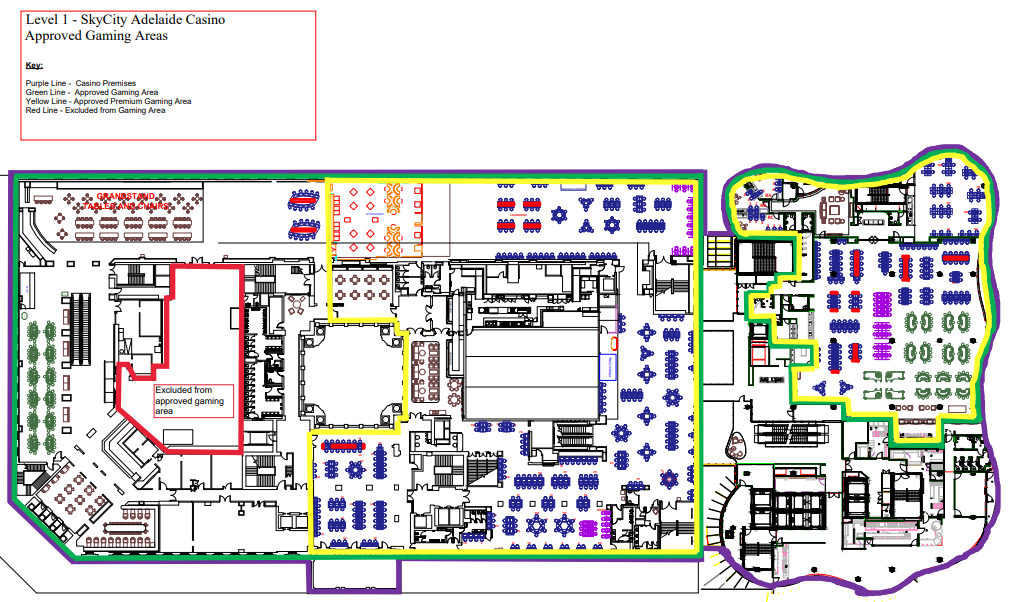 Level 1 - SkyCity Adelaide Casino
Approved Gaming Areas
Key:
Purple Line - Casino Premises
Green Line - Approved Gaming Area
Yellow Line - Approved Premium Gaming Area
Red Line - Excluded from Gaming Area
GRANDSTAND
TABLE AND CHAIRS
Excluded from
approved gaming
area